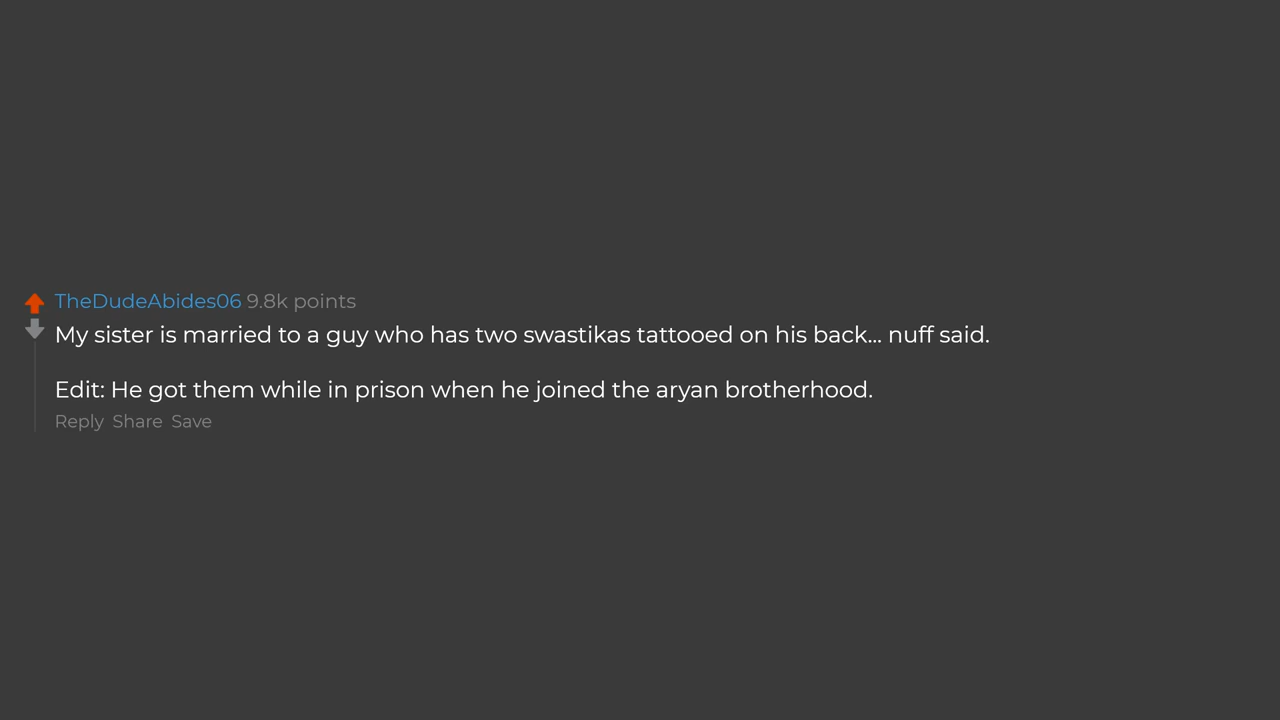 TheDudeAbides06 9.8k points
My sister is married to a guy who has two swastikas tattooed on his back... nuff said.
Edit: He got them while in prison when he joined the aryan brotherhood.
Reply Share Save